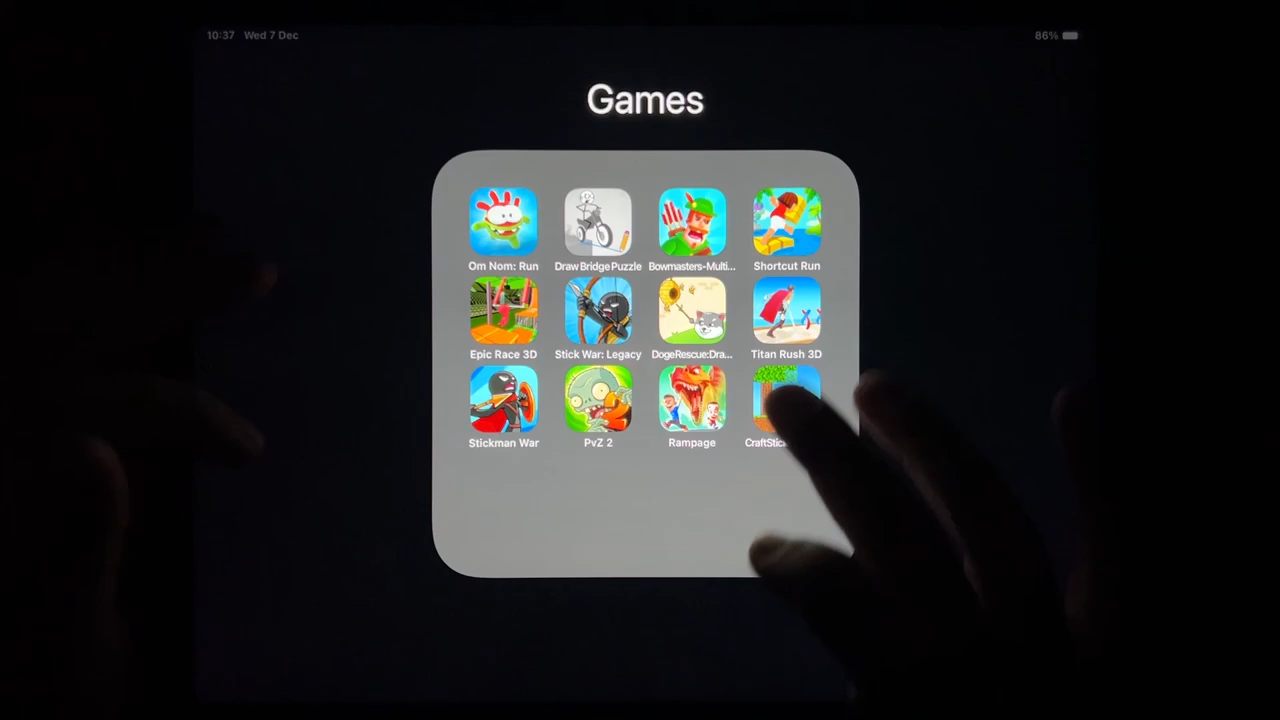 10:37 Wed 7 Dec 86%
Games
Om Nom: Run Draw Bridge Puzzle Bowmasters-Multi... Shortcut Run
Epic Race 3D Stick War: Legacy DogeRescue:Dra... Titan Rush 3D
Stickman War PvZ 2 Rampage